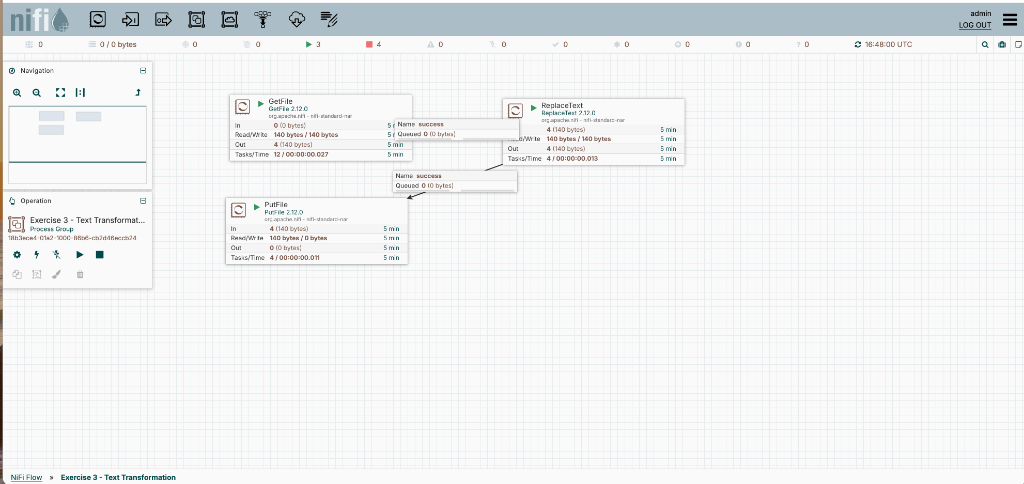 nifi
admin
LOG OUT
0 0 / 0 bytes 0 0 3 4 0 0 0 0 0 0 0 16:48:00 UTC
Navigation
Operation
Exercise 3 - Text Transformat...
Process Group
GetFile
GetFile 2.12.0
org.apache.nifi - nifi-standard-nar
In 0 (0 bytes) 5
Read/Write 140 bytes / 140 bytes
Out 4 (140 bytes) 5 min
Tasks/Time 12 / 00:00:00.027 5 min
Name success
Queued 0 (0 bytes)
ReplaceText
ReplaceText 2.12.0
org.apache.nifi - nifi-standard-nar
4 (140 bytes) 5 min
/Write 140 bytes / 140 bytes 5 min
Out 4 (140 bytes) 5 min
Tasks/Time 4 / 00:00:00.013 5 min
Name success
Queued 0 (0 bytes)
PutFile
PutFile 2.12.0
org.apache.nifi - nifi-standard-nar
In 4 (140 bytes) 5 min
Read/Write 140 bytes / 0 bytes 5 min
Out 0 (0 bytes) 5 min
Tasks/Time 4 / 00:00:00.011 5 min
NiFi Flow » Exercise 3 - Text Transformation